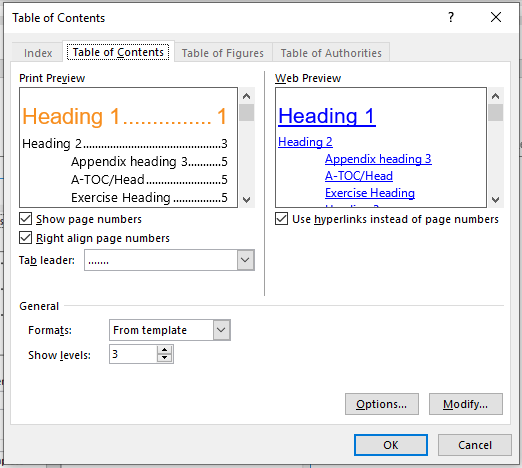 Table of Contents
Index Table of Contents Table of Figures Table of Authorities
Print Preview
Heading 1............... 1
Heading 2................................................3
Appendix heading 3..........5
A-TOC/Head......................5
Exercise Heading...............5
Show page numbers
Right align page numbers
Tab leader: .......
Web Preview
Heading 1
Heading 2
Appendix heading 3
A-TOC/Head
Exercise Heading
Use hyperlinks instead of page numbers
General
Formats: From template
Show levels: 3
Options... Modify...
OK Cancel